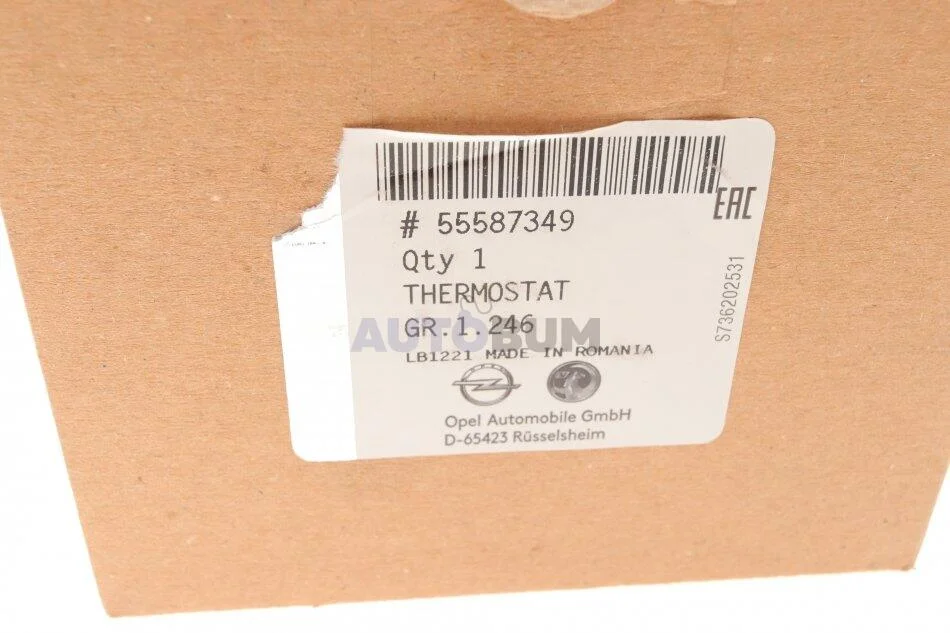 # 55587349
EAC
Qty 1
THERMOSTAT
GR.1.246
AUTOBUM
LB1221 MADE IN ROMANIA
Opel Automobile GmbH
D-65423 Rüsselsheim
S736202531